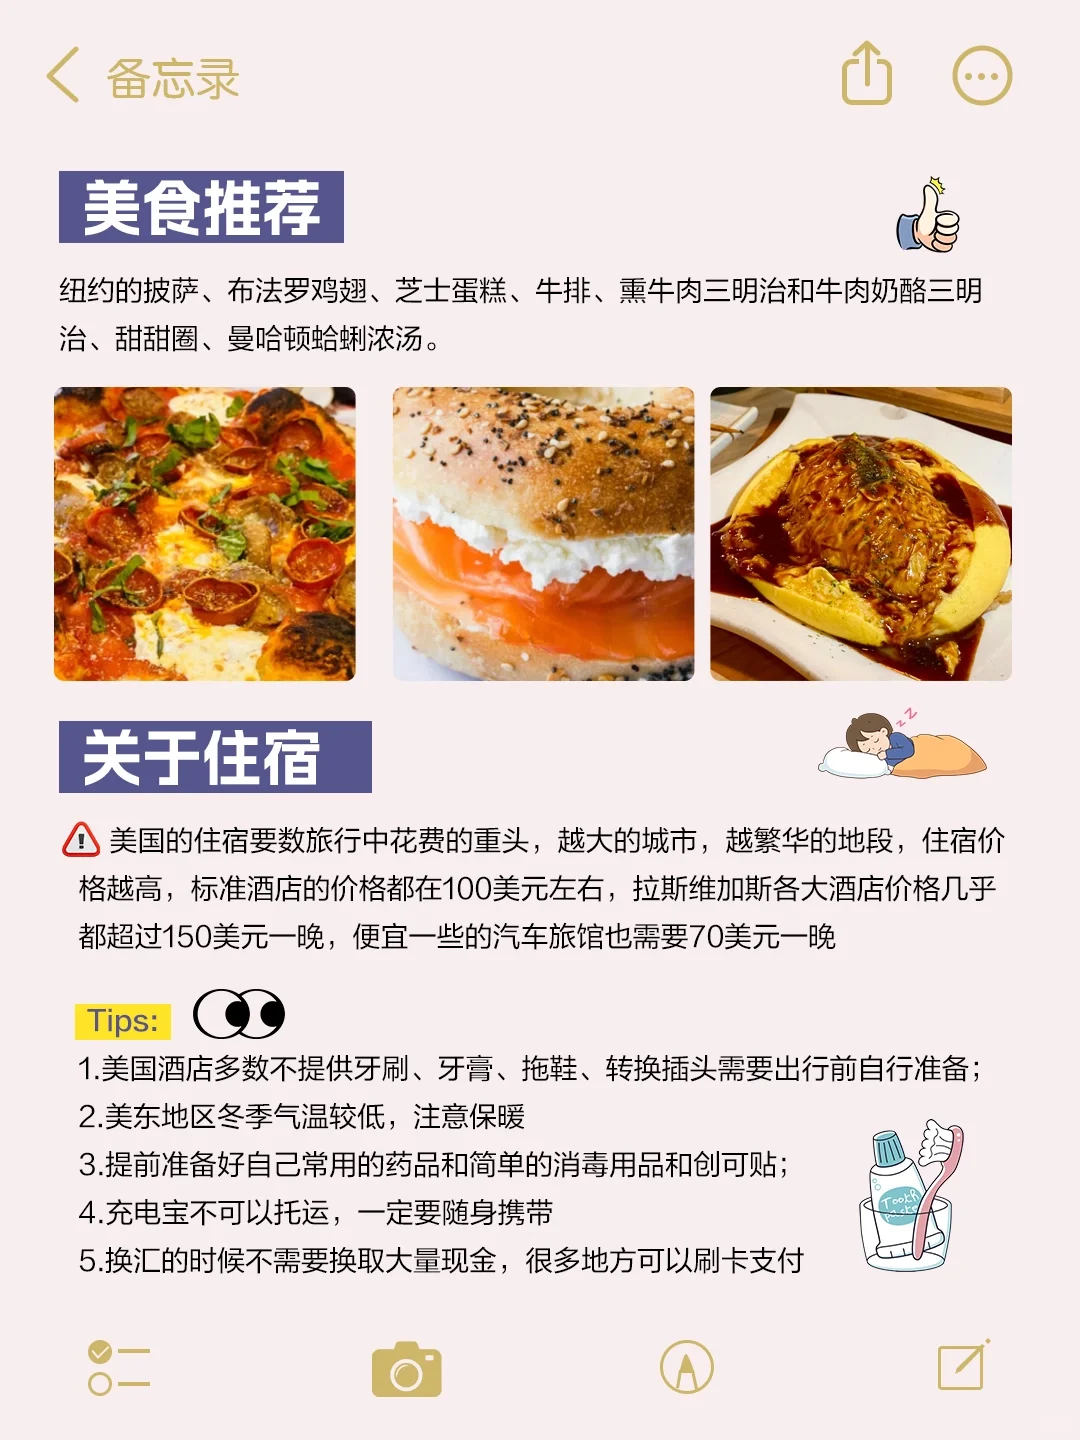 备忘录
美食推荐
纽约的披萨、布法罗鸡翅、芝士蛋糕、牛排、熏牛肉三明治和牛肉奶酪三明
治、甜甜圈、曼哈顿蛤蜊浓汤。
关于住宿
美国的住宿要数旅行中花费的重头，越大的城市，越繁华的地段，住宿价
格越高，标准酒店的价格都在100美元左右，拉斯维加斯各大酒店价格几乎
都超过150美元一晚，便宜一些的汽车旅馆也需要70美元一晚
Tips:
1.美国酒店多数不提供牙刷、牙膏、拖鞋、转换插头需要出行前自行准备；
2.美东地区冬季气温较低，注意保暖
3.提前准备好自己常用的药品和简单的消毒用品和创可贴；
4.充电宝不可以托运，一定要随身携带
5.换汇的时候不需要换取大量现金，很多地方可以刷卡支付
Tooth
paste